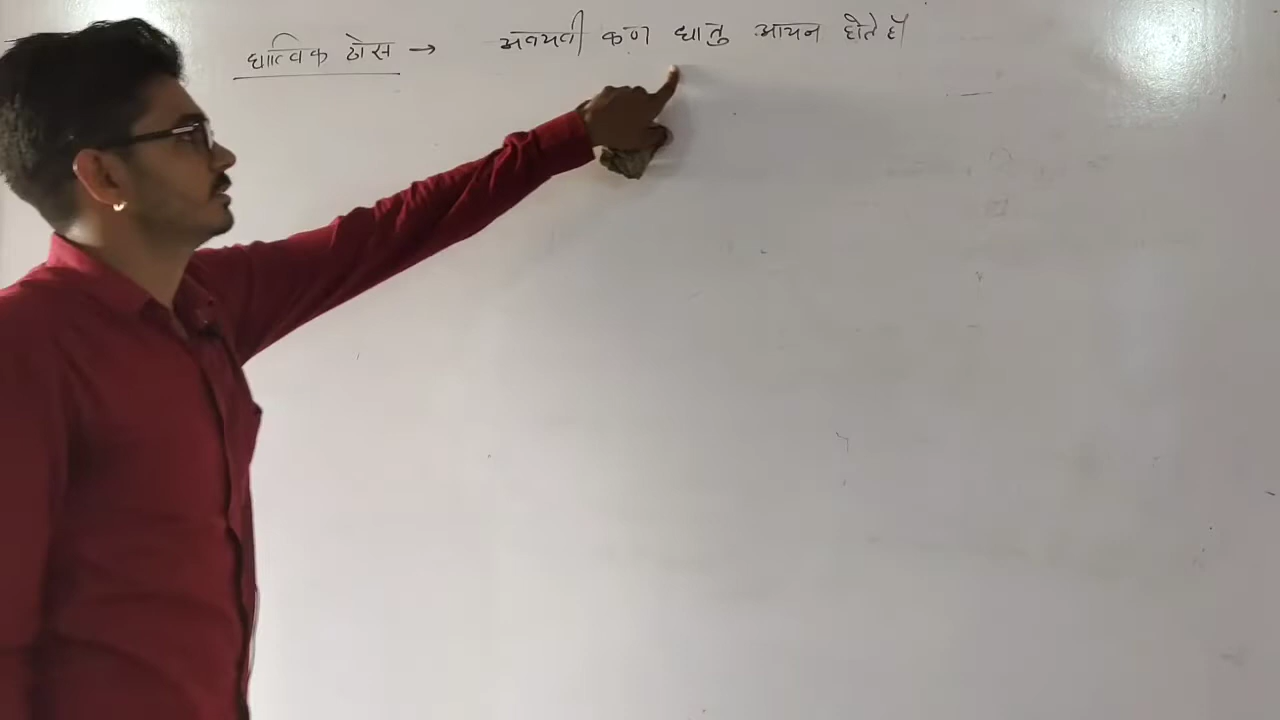 धात्विक ठोस → अवयवी कण धातु आयन होते हैं